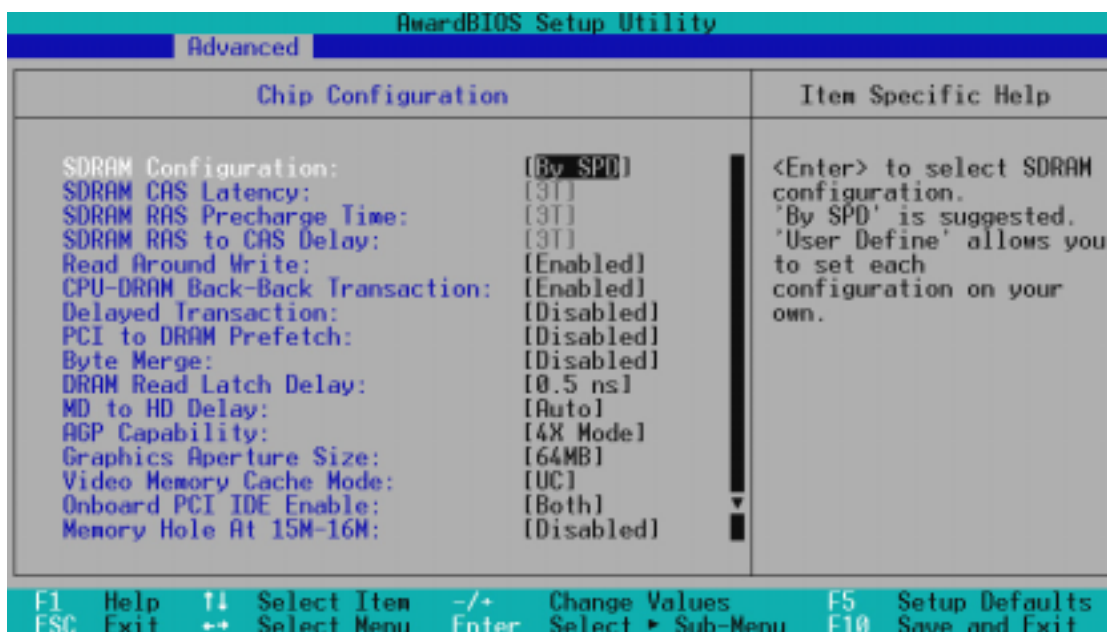 AwardBIOS Setup Utility
Advanced
Chip Configuration
Item Specific Help
SDRAM Configuration: [By SPD]
SDRAM CAS Latency: [3T]
SDRAM RAS Precharge Time: [3T]
SDRAM RAS to CAS Delay: [3T]
Read Around Write: [Enabled]
CPU-DRAM Back-Back Transaction: [Enabled]
Delayed Transaction: [Disabled]
PCI to DRAM Prefetch: [Disabled]
Byte Merge: [Disabled]
DRAM Read Latch Delay: [0.5 ns]
MD to HD Delay: [Auto]
AGP Capability: [4X Mode]
Graphics Aperture Size: [64MB]
Video Memory Cache Mode: [UC]
Onboard PCI IDE Enable: [Both]
Memory Hole At 15M-16M: [Disabled]
<Enter> to select SDRAM
configuration.
'By SPD' is suggested.
'User Define' allows you
to set each
configuration on your
own.
F1 Help ↑↓ Select Item -/+ Change Values F5 Setup Defaults
ESC Exit ←→ Select Menu Enter Select ► Sub-Menu F10 Save and Exit